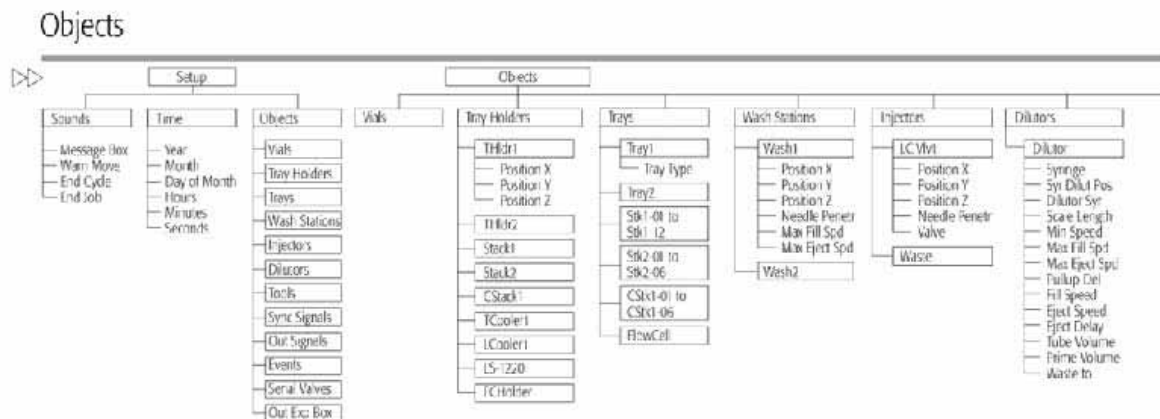 Objects
Setup
Objects
Sounds
Message Box
Warn Move
End Cycle
End Job
Time
Year
Month
Day of Month
Hours
Minutes
Seconds
Objects
Vials
Tray Holders
Trays
Wash Stations
Injectors
Dilutors
Tools
Sync Signals
Out Signals
Events
Serial Valves
Out Exp Box
Vials
Tray Holders
THldr1
Position X
Position Y
Position Z
THldr2
Stack1
Stack2
CStack1
TCooler1
LCooler1
LS-1220
TCHolder
Trays
Tray1
Tray Type
Tray2
Stk1-01 to
Stk1-12
Stk2-01 to
Stk2-06
CStk1-01 to
CStk1-06
FlowCell
Wash Stations
Wash1
Position X
Position Y
Position Z
Needle Penetr
Max Fill Spd
Max Eject Spd
Wash2
Injectors
LC Vlv1
Position X
Position Y
Position Z
Needle Penetr
Valve
Waste
Dilutors
Dilutor
Syringe
Syr Dilut Pos
Dilutor Syr
Scale Length
Min Speed
Max Fill Spd
Max Eject Spd
Pullup Del
Fill Speed
Eject Speed
Eject Delay
Tube Volume
Prime Volume
Waste to